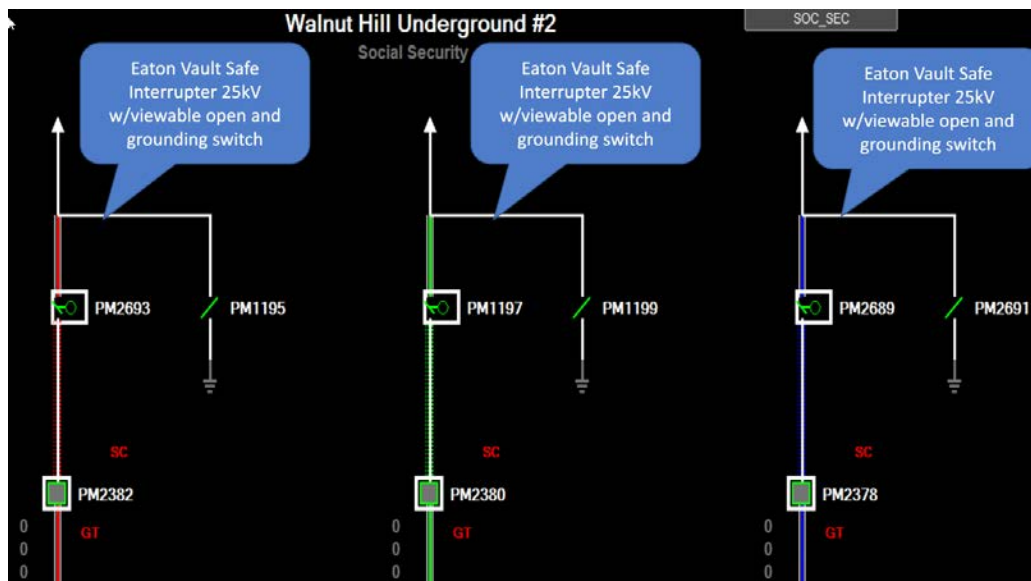 Walnut Hill Underground #2
SOC_SEC
Social Security
Eaton Vault Safe
Interrupter 25kV
w/viewable open and
grounding switch
Eaton Vault Safe
Interrupter 25kV
w/viewable open and
grounding switch
Eaton Vault Safe
Interrupter 25kV
w/viewable open and
grounding switch
PM2693
PM1195
PM1197
PM1199
PM2689
PM2691
SC
SC
SC
PM2382
PM2380
PM2378
0
GT
0
0
0
GT
0
0
0
GT
0
0